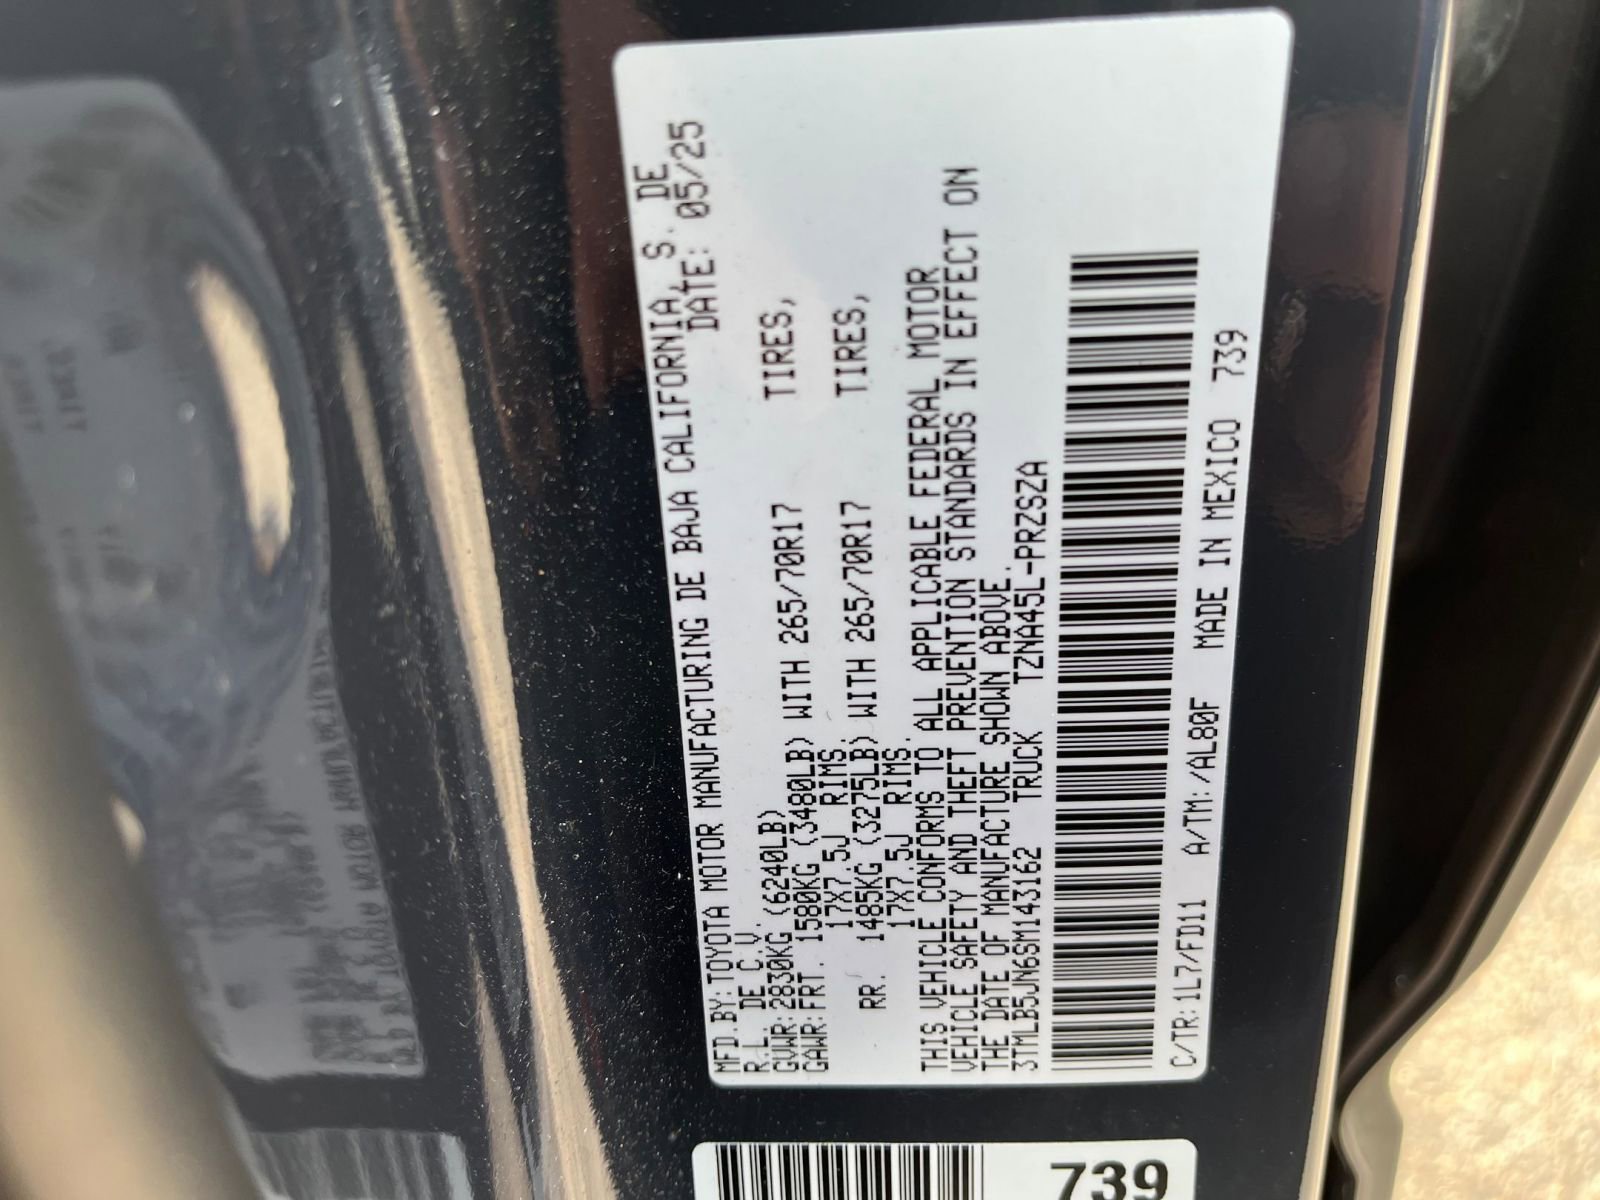 MFD.BY:TOYOTA MOTOR MANUFACTURING DE BAJA CALIFORNIA, S. DE
R.L. DE C.V. DATE: 05/25
GVWR:2830KG (6240LB)
GAWR:FRT. 1580KG (3480LB) WITH 265/70R17 TIRES,
17X7.5J RIMS
RR. 1485KG (3275LB) WITH 265/70R17 TIRES,
17X7.5J RIMS.
THIS VEHICLE CONFORMS TO ALL APPLICABLE FEDERAL MOTOR
VEHICLE SAFETY AND THEFT PREVENTION STANDARDS IN EFFECT ON
THE DATE OF MANUFACTURE SHOWN ABOVE.
3TMLB5JN6SM143162 TRUCK TZNA45L-PRZSZA
C/TR:1L7/FD11 A/TM:/AL80F MADE IN MEXICO 739
739